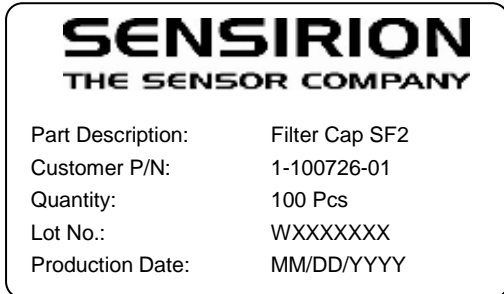 SENSIRION
THE SENSOR COMPANY
Part Description: Filter Cap SF2
Customer P/N: 1-100726-01
Quantity: 100 Pcs
Lot No.: WXXXXXXX
Production Date: MM/DD/YYYY